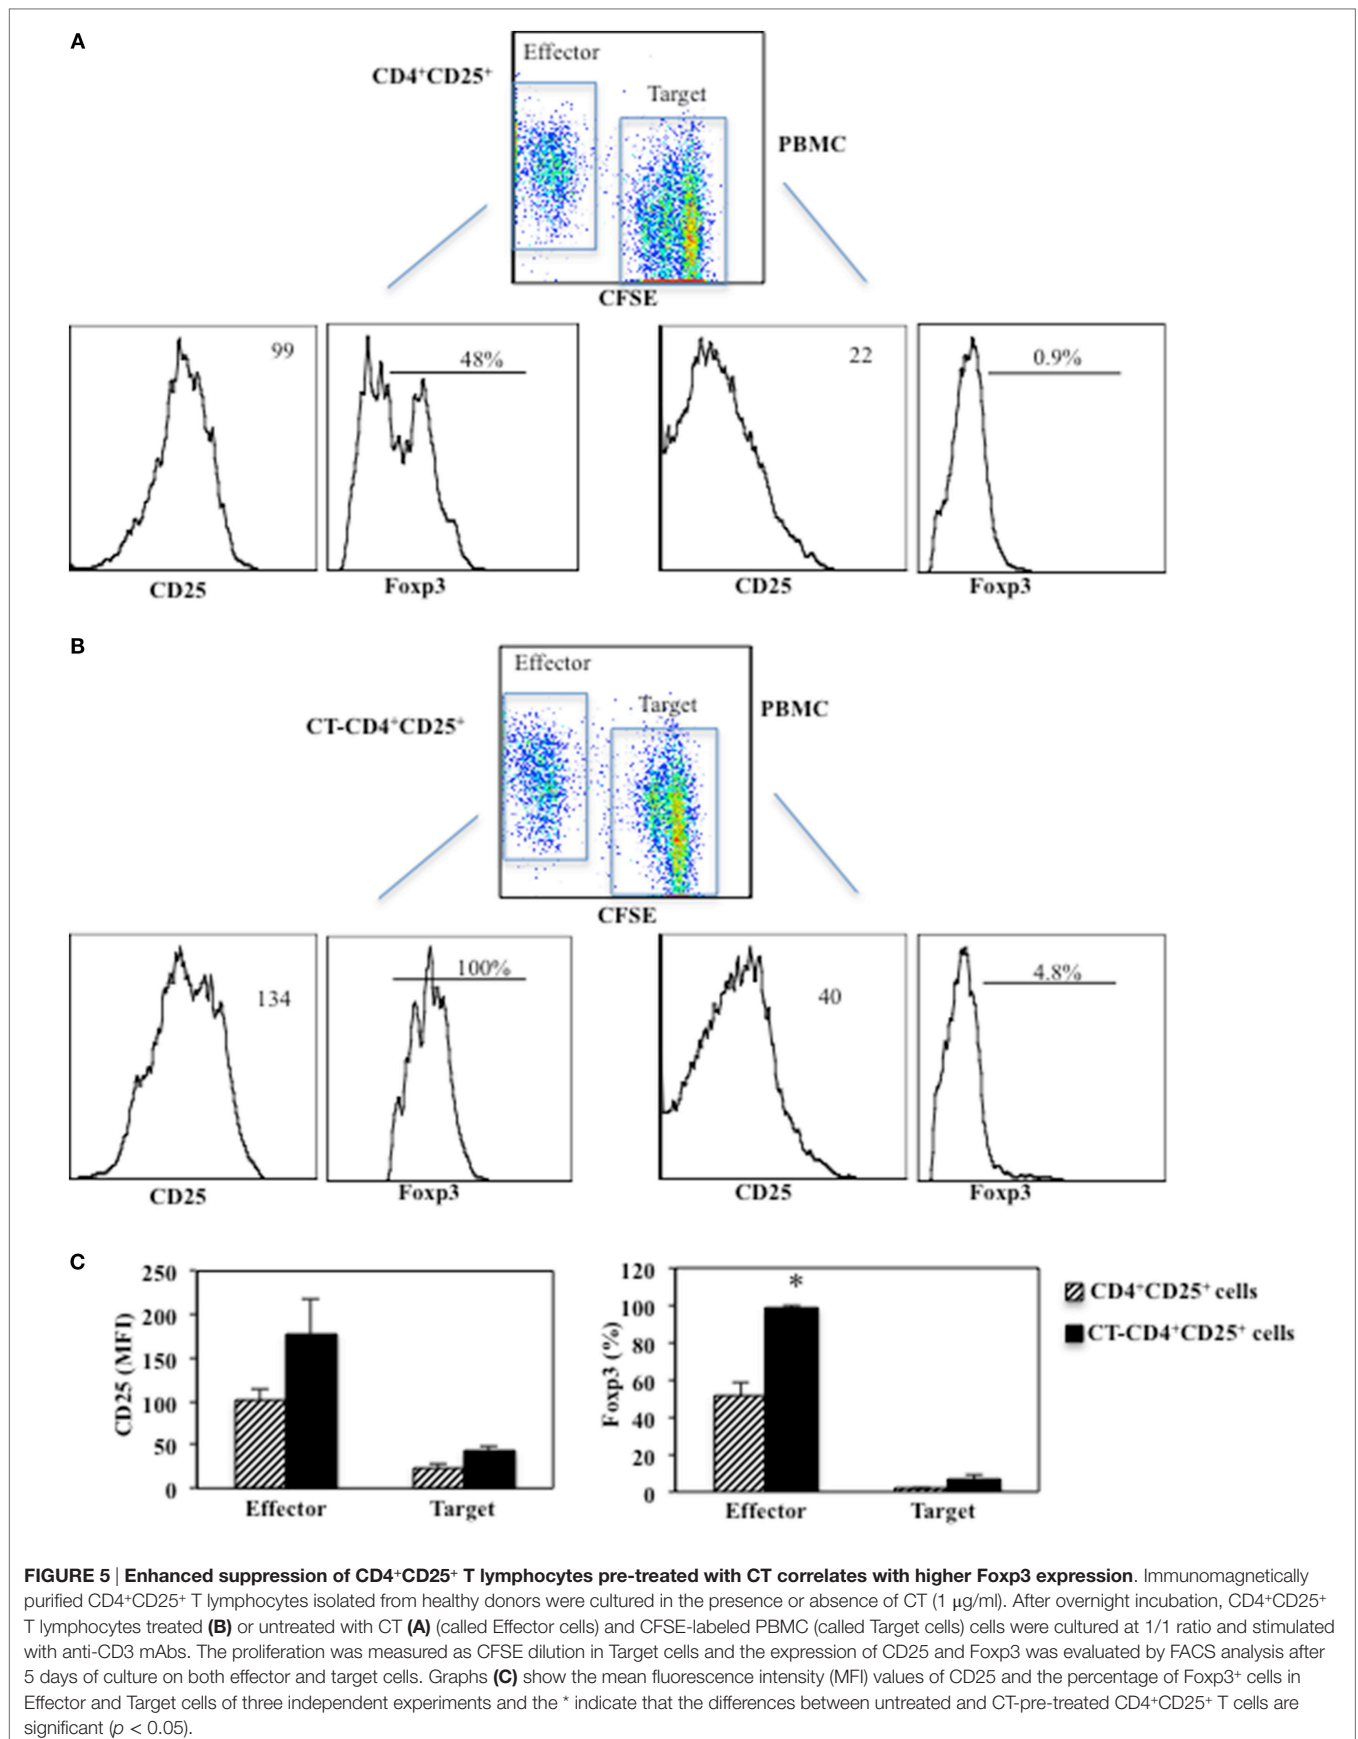 A
Effector
CD4⁺CD25⁺
Target
PBMC
CFSE
99
48%
22
0.9%
CD25
Foxp3
CD25
Foxp3
B
Effector
Target
PBMC
CT-CD4⁺CD25⁺
CFSE
134
100%
40
4.8%
CD25
Foxp3
CD25
Foxp3
C
CD25 (MFI)
250
200
150
100
50
0
Effector
Target
Foxp3 (%)
120
100
80
60
40
20
0
*
Effector
Target
CD4⁺CD25⁺ cells
CT-CD4⁺CD25⁺ cells
FIGURE 5 | Enhanced suppression of CD4⁺CD25⁺ T lymphocytes pre-treated with CT correlates with higher Foxp3 expression. Immunomagnetically
purified CD4⁺CD25⁺ T lymphocytes isolated from healthy donors were cultured in the presence or absence of CT (1 μg/ml). After overnight incubation, CD4⁺CD25⁺
T lymphocytes treated (B) or untreated with CT (A) (called Effector cells) and CFSE-labeled PBMC (called Target cells) cells were cultured at 1/1 ratio and stimulated
with anti-CD3 mAbs. The proliferation was measured as CFSE dilution in Target cells and the expression of CD25 and Foxp3 was evaluated by FACS analysis after
5 days of culture on both effector and target cells. Graphs (C) show the mean fluorescence intensity (MFI) values of CD25 and the percentage of Foxp3⁺ cells in
Effector and Target cells of three independent experiments and the * indicate that the differences between untreated and CT-pre-treated CD4⁺CD25⁺ T cells are
significant (p < 0.05).